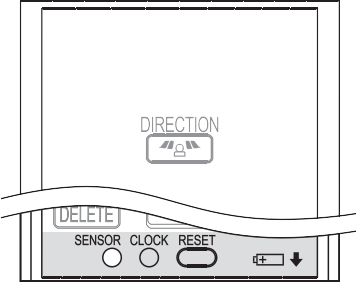 DIRECTION
DELETE
SENSOR CLOCK RESET